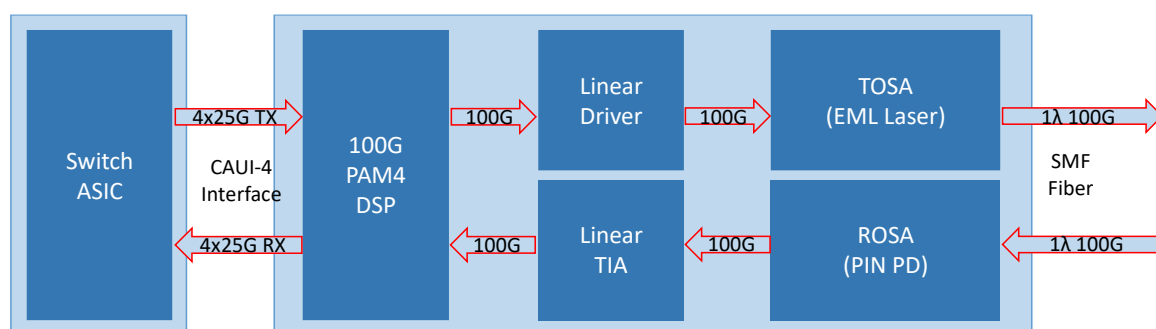 Switch
ASIC
4x25G TX
CAUI-4
Interface
4x25G RX
100G
PAM4
DSP
100G
Linear
Driver
100G
TOSA
(EML Laser)
1λ 100G
SMF
Fiber
100G
Linear
TIA
100G
ROSA
(PIN PD)
1λ 100G